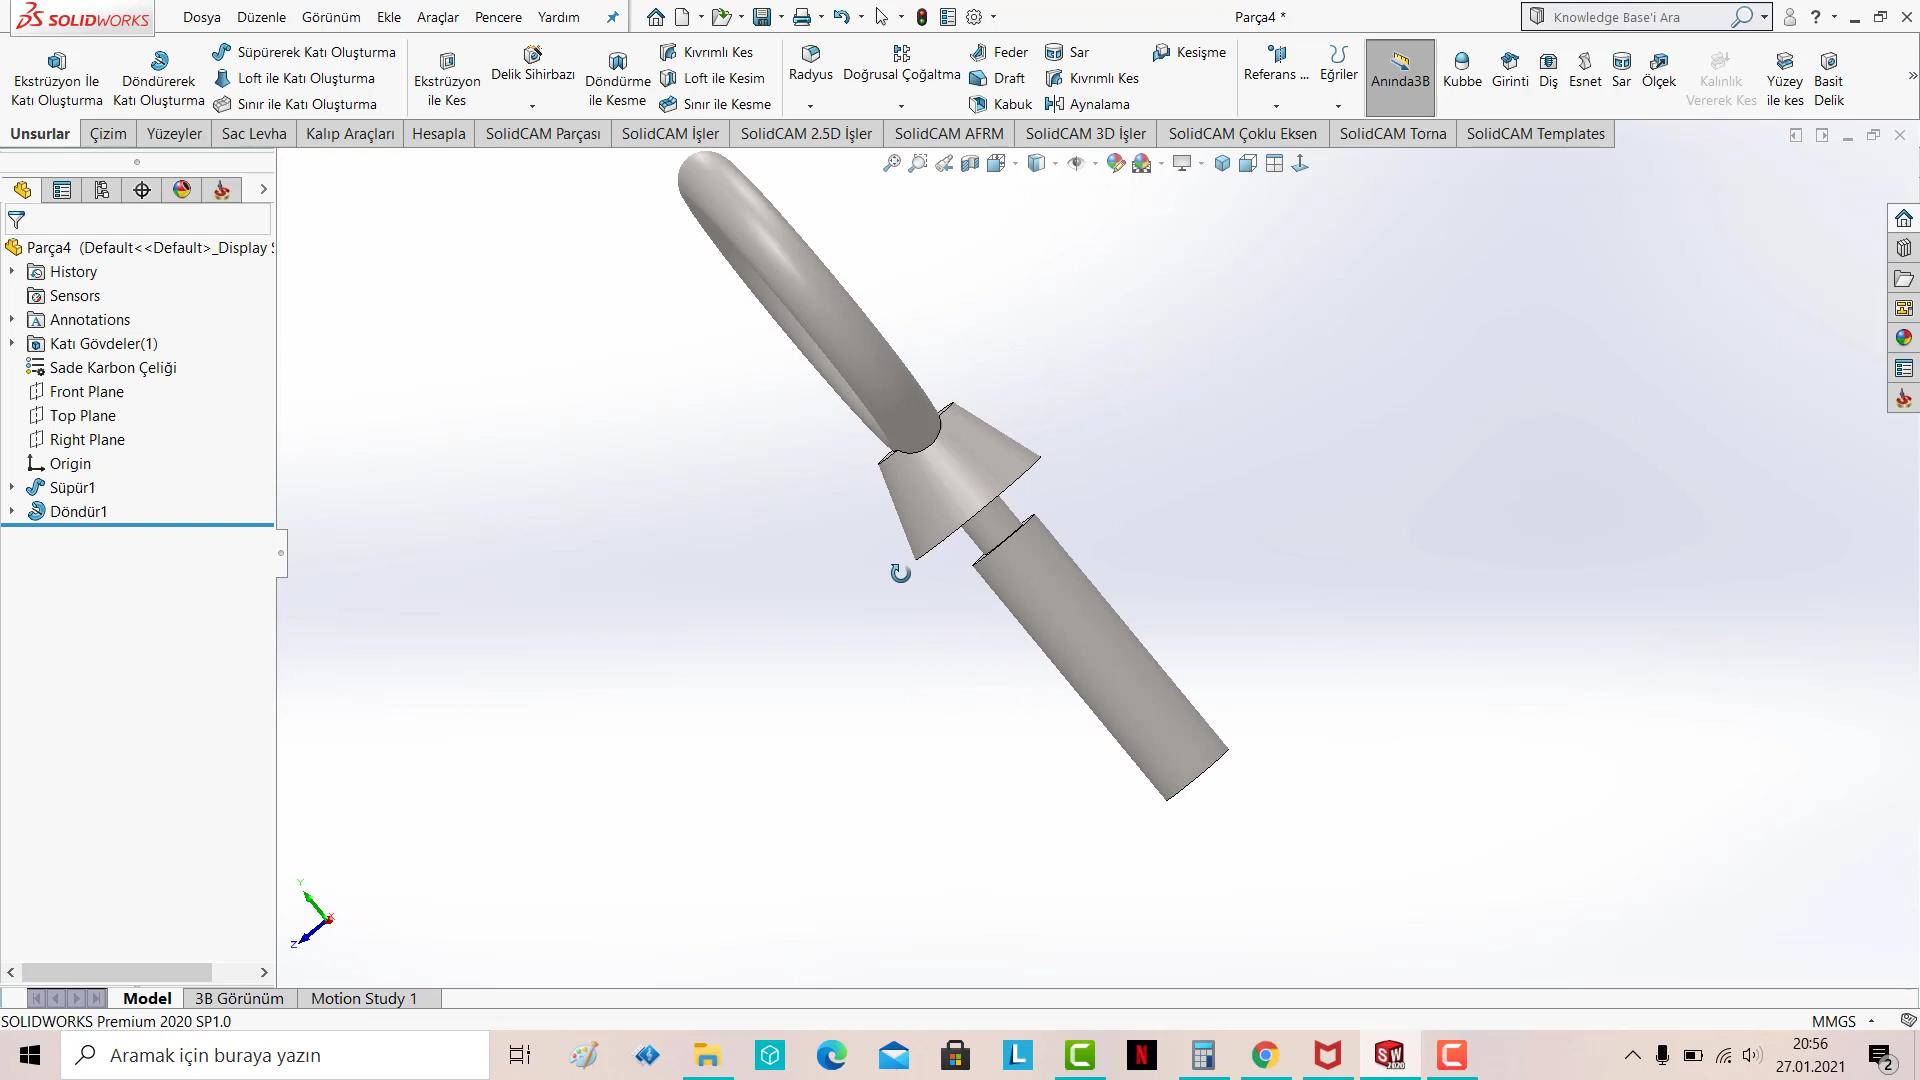 SOLIDWORKS
Dosya Düzenle Görünüm Ekle Araçlar Pencere Yardım
Parça4 *
Knowledge Base'i Ara
Ekstrüzyon İle Katı Oluşturma
Döndürerek Katı Oluşturma
Süpürerek Katı Oluşturma
Loft ile Katı Oluşturma
Sınır ile Katı Oluşturma
Ekstrüzyon ile Kes
Delik Sihirbazı
Döndürme ile Kesme
Kıvrımlı Kes
Loft ile Kesim
Sınır ile Kesme
Radyus
Doğrusal Çoğaltma
Feder
Draft
Kabuk
Sar
Kıvrımlı Kes
Aynalama
Kesişme
Referans ...
Eğriler
Anında3B
Kubbe
Girinti
Diş
Esnet
Sar
Ölçek
Kalınlık Vererek Kes
Yüzey ile kes
Basit Delik
Unsurlar Çizim Yüzeyler Sac Levha Kalıp Araçları Hesapla SolidCAM Parçası SolidCAM İşler SolidCAM 2.5D İşler SolidCAM AFRM SolidCAM 3D İşler SolidCAM Çoklu Eksen SolidCAM Torna SolidCAM Templates
Parça4 (Default<<Default>_Display
History
Sensors
Annotations
Katı Gövdeler(1)
Sade Karbon Çeliği
Front Plane
Top Plane
Right Plane
Origin
Süpür1
Döndür1
Y
X
Z
Model 3B Görünüm Motion Study 1
SOLIDWORKS Premium 2020 SP1.0
MMGS
Aramak için buraya yazın
20:56
27.01.2021
2